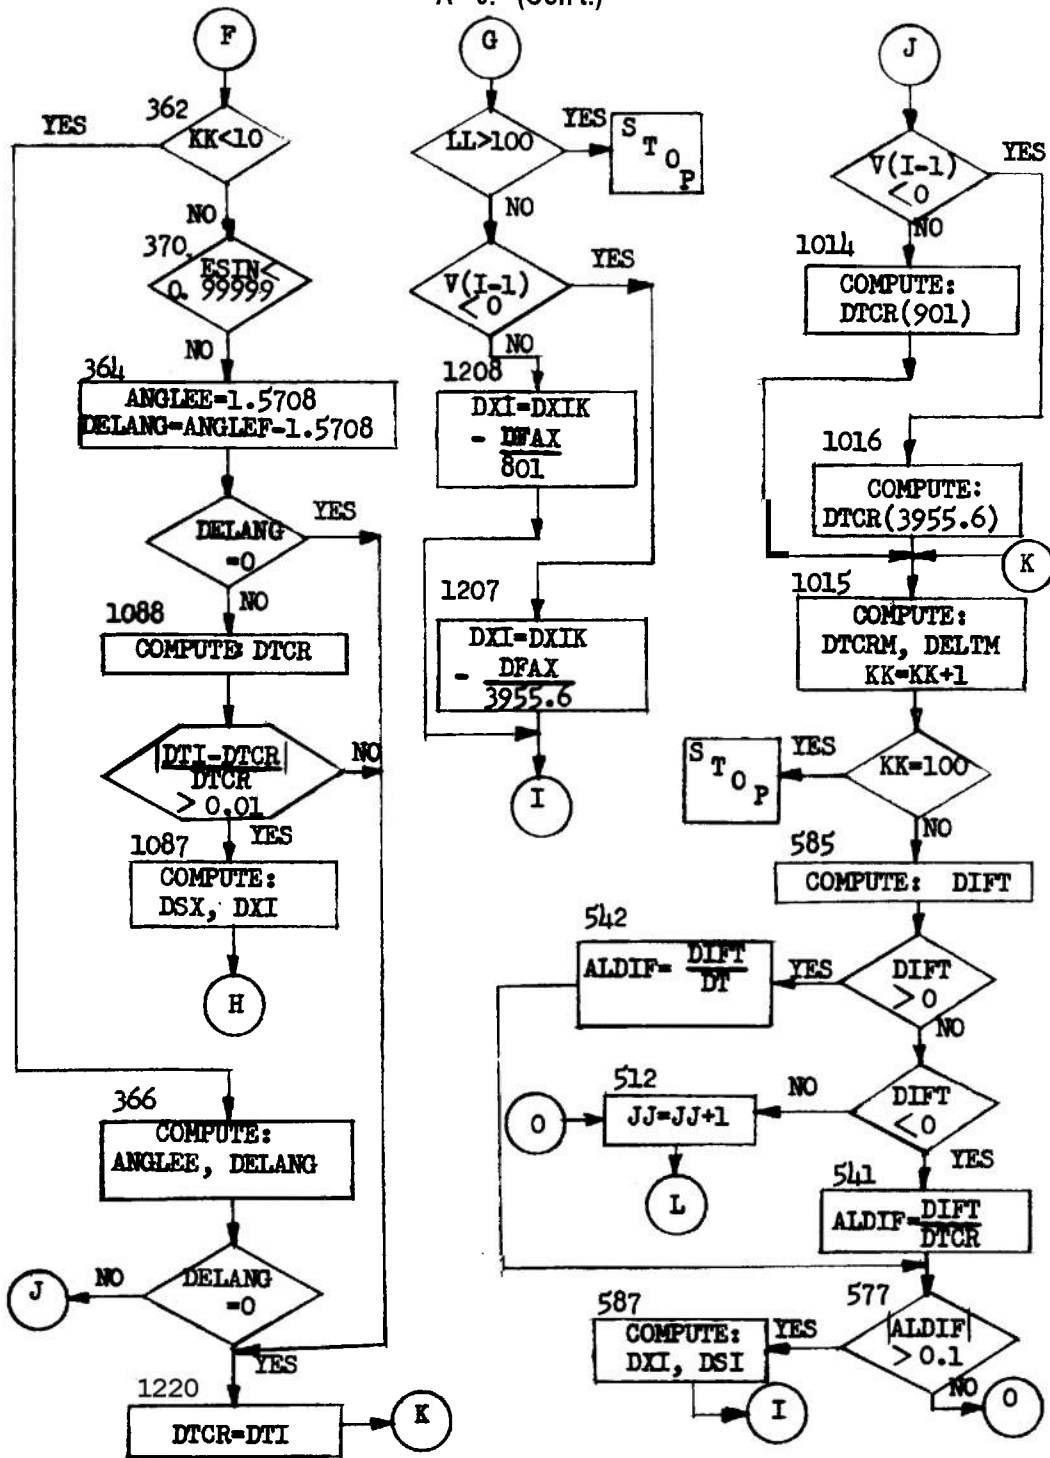 A J. (Con't.)
F
362
YES
KK<10
NO
370.
ESIN<
0.99999
NO
364
ANGLEE=1.5708
DELANG=ANGLEF-1.5708
DELANG
=0
YES
NO
1088
COMPUTE: DTCR
|DTI-DTCR|
DTCR
> 0.01
NO
YES
1087
COMPUTE:
DSX, DXI
H
366
COMPUTE:
ANGLEE, DELANG
DELANG
=0
NO
J
YES
1220
DTCR=DTI
K
G
LL>100
YES
STOP
NO
V(I-1)
<0
YES
NO
1208
DXI=DXIK
- DFAX
801
1207
DXI=DXIK
- DFAX
3955.6
I
J
V(I-1)
<0
YES
NO
1014
COMPUTE:
DTCR(901)
1016
COMPUTE:
DTCR(3955.6)
K
1015
COMPUTE:
DTCRM, DELTM
KK=KK+1
KK=100
YES
STOP
NO
585
COMPUTE: DIFT
DIFT
>0
YES
542
ALDIF= DIFT
DT
NO
DIFT
<0
NO
512
JJ=JJ+1
O
L
YES
541
ALDIF=DIFT
DTCR
577
|ALDIF|
> 0.1
YES
587
COMPUTE:
DXI, DSI
I
NO
O